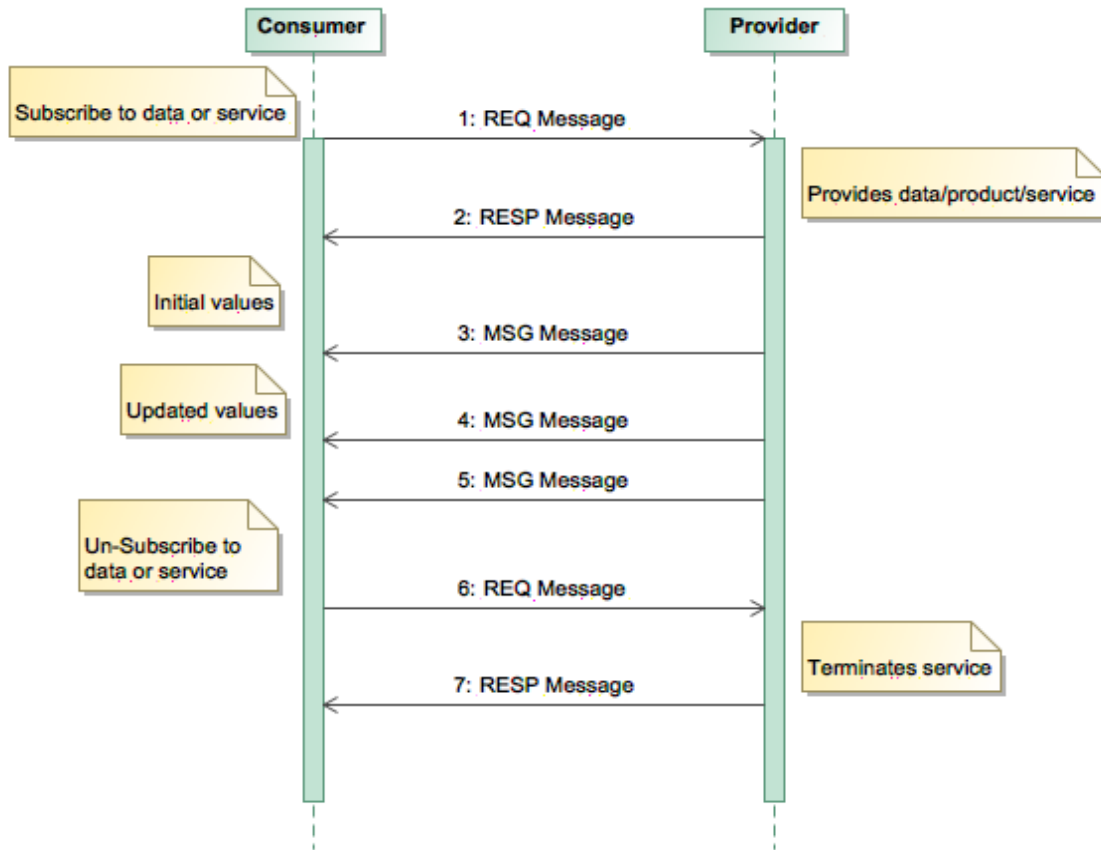 Consumer
Provider
Subscribe to data or service
1: REQ Message
Provides data/product/service
2: RESP Message
Initial values
3: MSG Message
Updated values
4: MSG Message
5: MSG Message
Un-Subscribe to
data or service
6: REQ Message
Terminates service
7: RESP Message